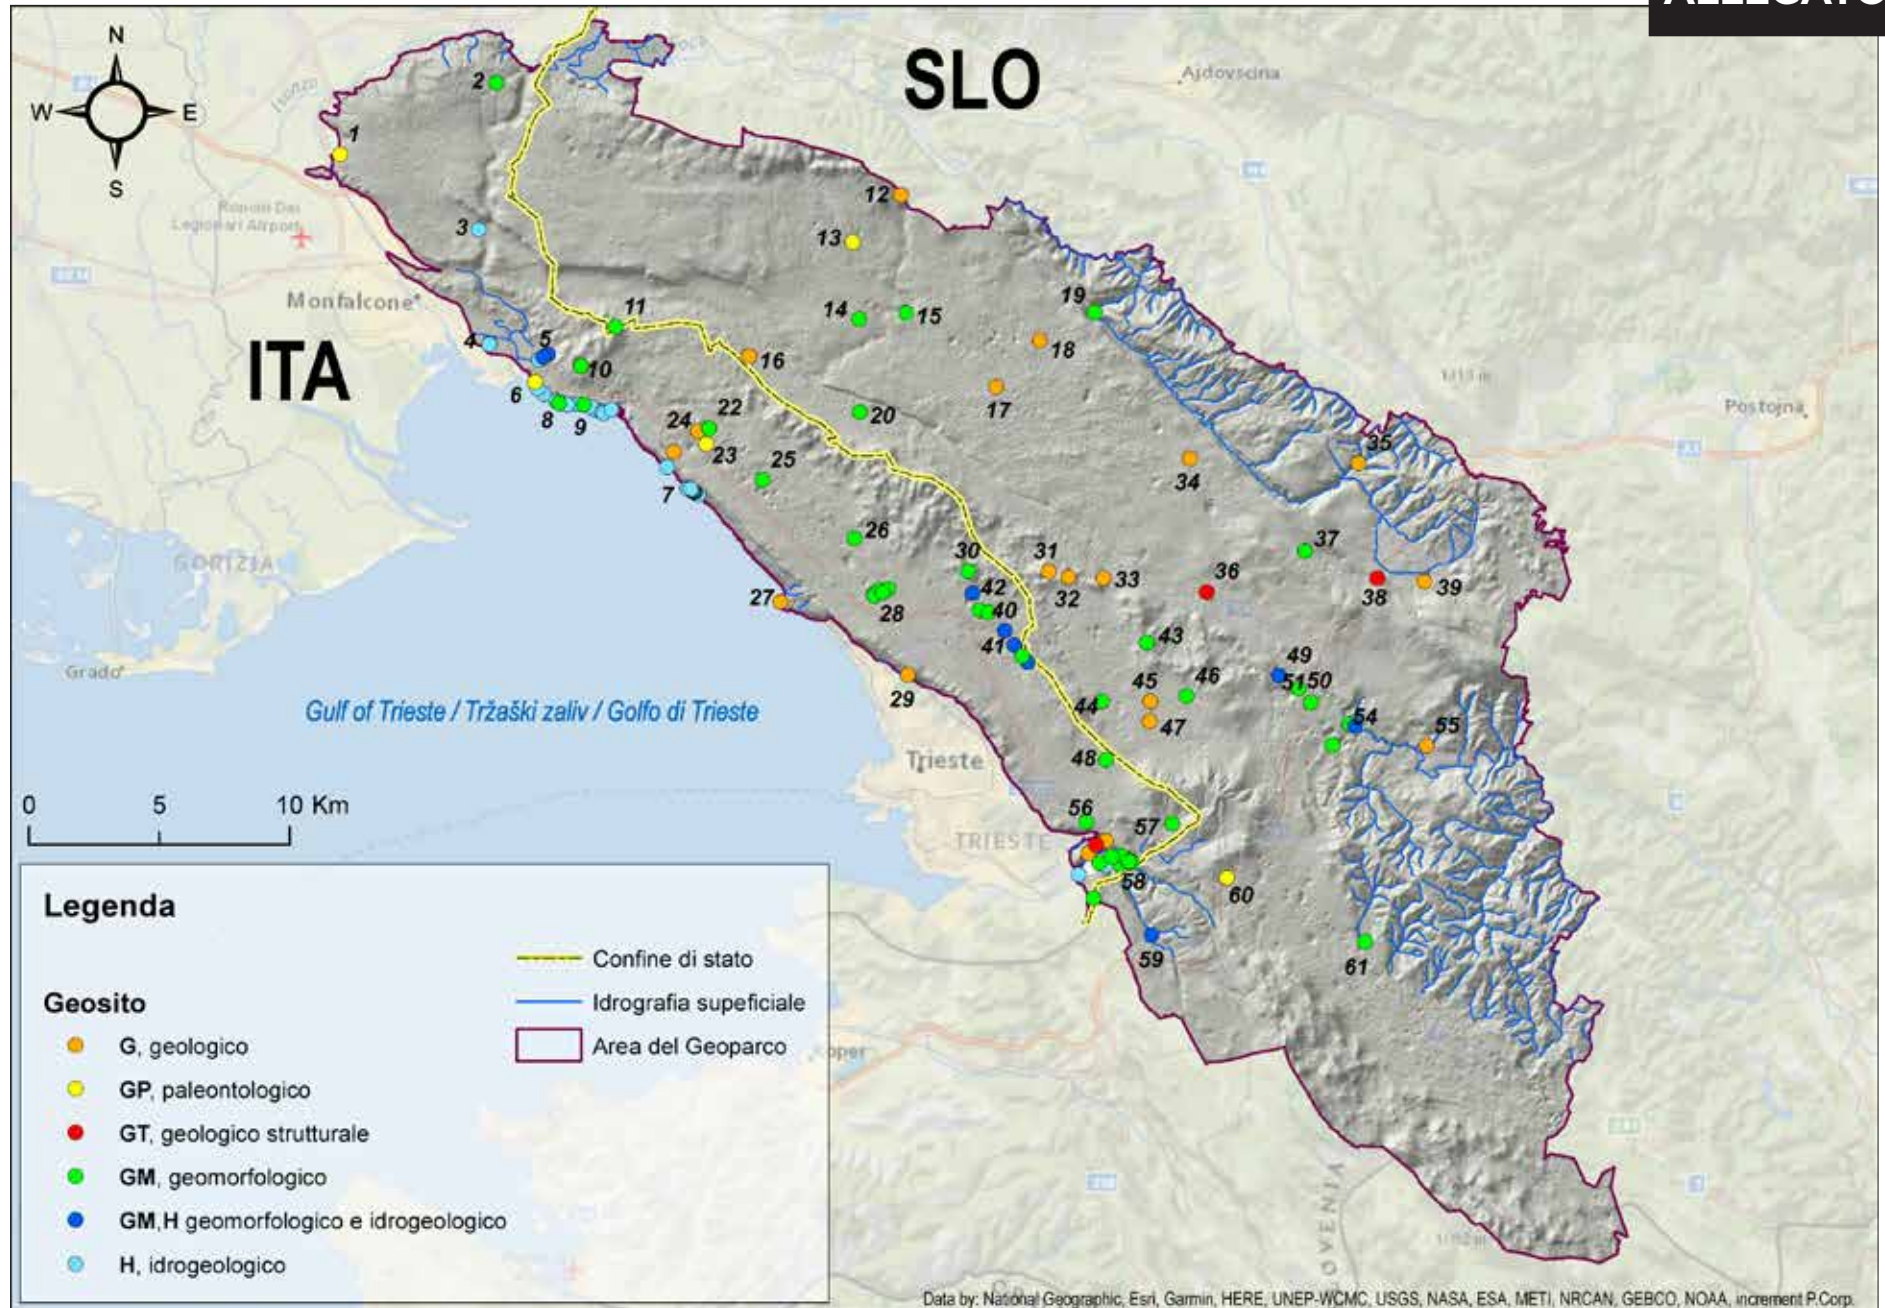 ALLEGATO
N
W
E
S
SLO
Ajdovscina
Isonzo
1
2
12
3
13
Monfalcone
ITA
11
14
15
19
4
5
10
16
18
17
6
8
9
20
Postojna
22
24
23
25
7
34
35
26
37
GORIZIA
30
31
32
33
36
38
39
27
28
42
40
41
43
Grado
Gulf of Trieste / Tržaški zaliv / Golfo di Trieste
29
44
45
46
47
49
51
50
54
55
Trieste
48
0 5 10 Km
56
57
TRIESTE
58
60
59
61
Koper
Legenda
Geosito
G, geologico
GP, paleontologico
GT, geologico strutturale
GM, geomorfologico
GM,H geomorfologico e idrogeologico
H, idrogeologico
Confine di stato
Idrografia supeficiale
Area del Geoparco
Data by: National Geographic, Esri, Garmin, HERE, UNEP-WCMC, USGS, NASA, ESA, METI, NRCAN, GEBCO, NOAA, increment P.Corp.